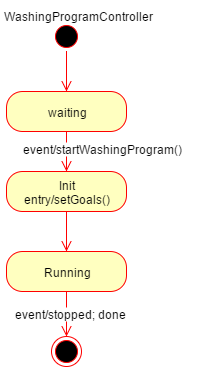 WashingProgramController
waiting
event/startWashingProgram()
Init
entry/setGoals()
Running
event/stopped; done